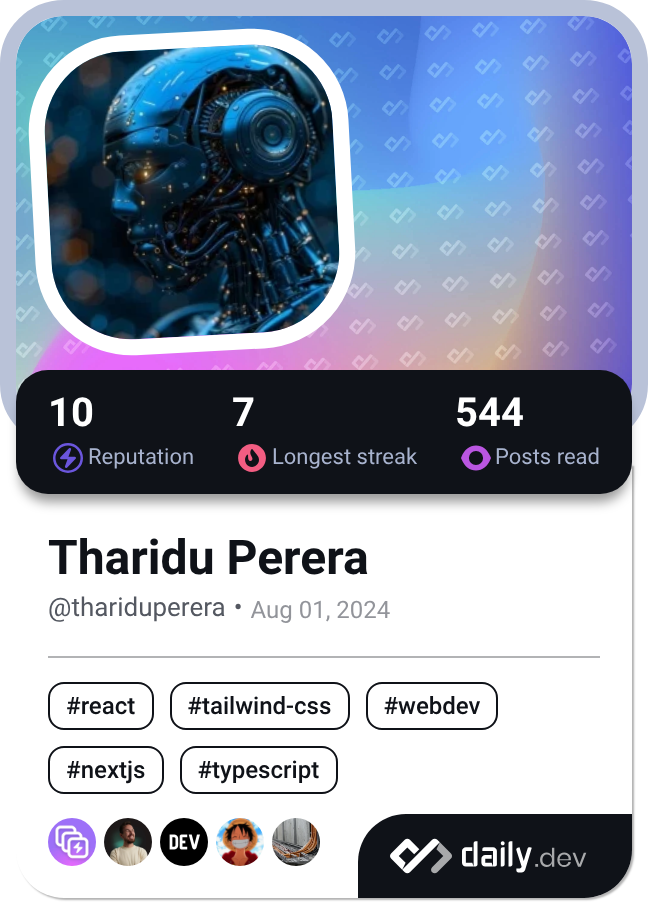 10 7 544
Reputation Longest streak Posts read
Tharidu Perera
@thariduperera • Aug 01, 2024
#react #tailwind-css #webdev
#nextjs #typescript
DEV
daily.dev